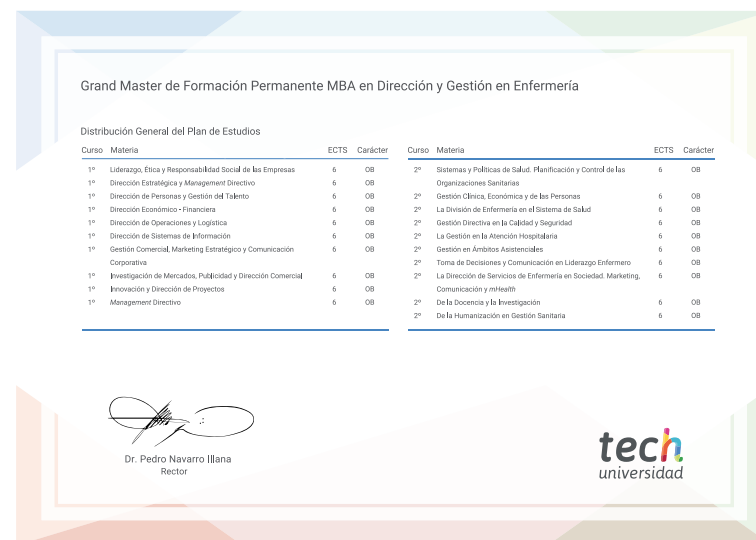 Grand Master de Formación Permanente MBA en Dirección y Gestión en Enfermería
Distribución General del Plan de Estudios
Curso Materia ECTS Carácter
1º Liderazgo, Ética y Responsabilidad Social de las Empresas 6 OB
1º Dirección Estratégica y Management Directivo 6 OB
1º Dirección de Personas y Gestión del Talento 6 OB
1º Dirección Económico - Financiera 6 OB
1º Dirección de Operaciones y Logística 6 OB
1º Dirección de Sistemas de Información 6 OB
1º Gestión Comercial, Marketing Estratégico y Comunicación 6 OB
Corporativa
1º Investigación de Mercados, Publicidad y Dirección Comercial 6 OB
1º Innovación y Dirección de Proyectos 6 OB
1º Management Directivo 6 OB
Curso Materia ECTS Carácter
2º Sistemas y Políticas de Salud. Planificación y Control de las 6 OB
Organizaciones Sanitarias
2º Gestión Clínica, Económica y de las Personas 6 OB
2º La División de Enfermería en el Sistema de Salud 6 OB
2º Gestión Directiva en la Calidad y Seguridad 6 OB
2º La Gestión en la Atención Hospitalaria 6 OB
2º Gestión en Ámbitos Asistenciales 6 OB
2º Toma de Decisiones y Comunicación en Liderazgo Enfermero 6 OB
2º La Dirección de Servicios de Enfermería en Sociedad. Marketing, 6 OB
Comunicación y mHealth
2º De la Docencia y la Investigación 6 OB
2º De la Humanización en Gestión Sanitaria 6 OB
Dr. Pedro Navarro Illana
Rector
tech
universidad